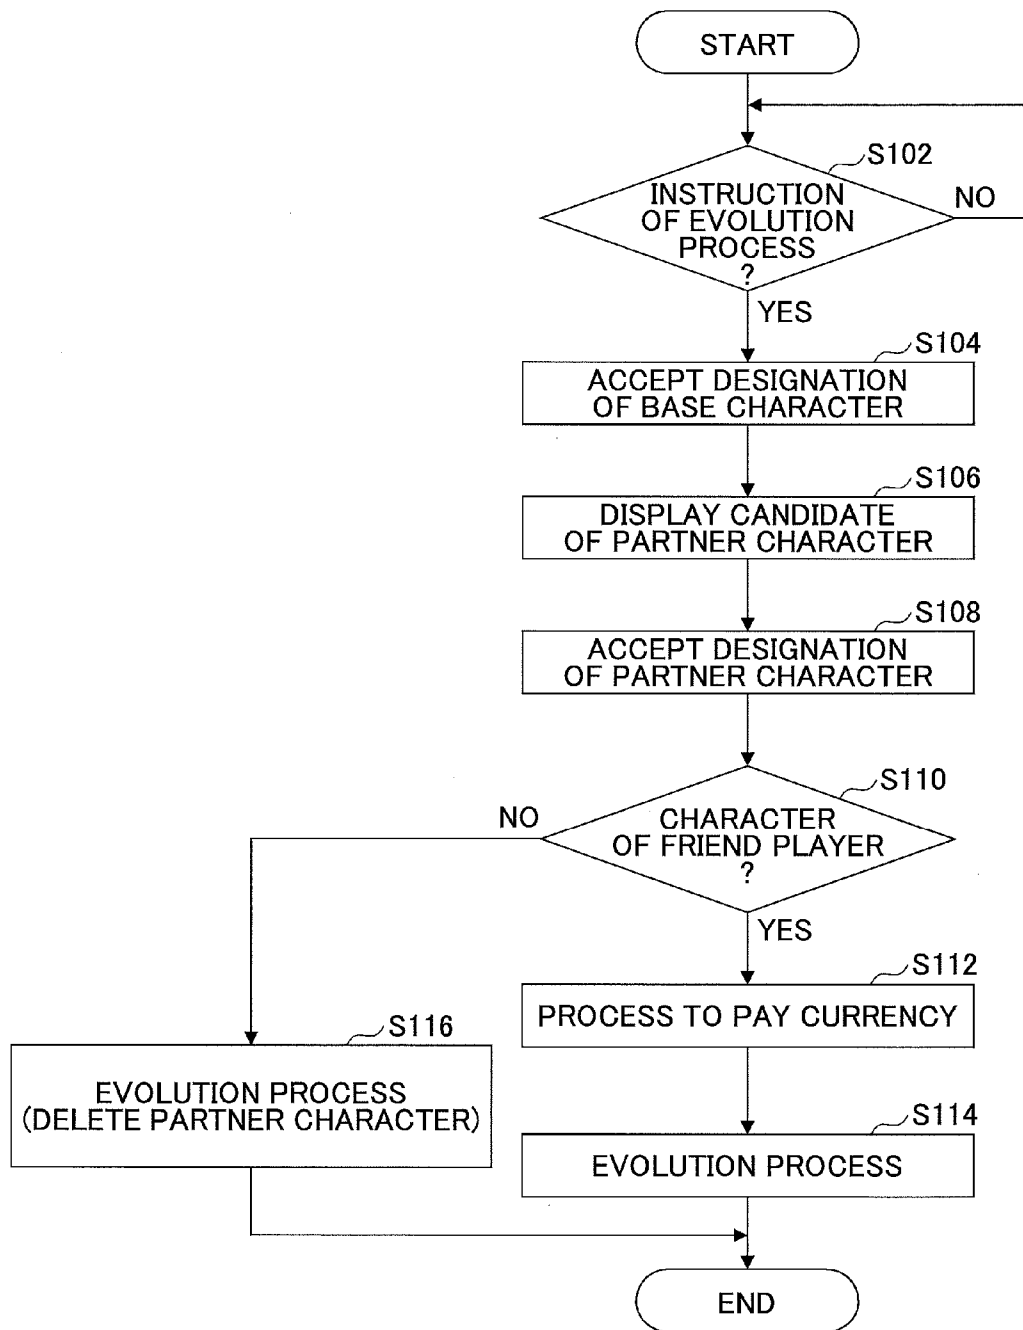 START
S102
INSTRUCTION
OF EVOLUTION
PROCESS
?
NO
YES
S104
ACCEPT DESIGNATION
OF BASE CHARACTER
S106
DISPLAY CANDIDATE
OF PARTNER CHARACTER
S108
ACCEPT DESIGNATION
OF PARTNER CHARACTER
S110
NO
CHARACTER
OF FRIEND PLAYER
?
YES
S112
PROCESS TO PAY CURRENCY
S116
EVOLUTION PROCESS
(DELETE PARTNER CHARACTER)
S114
EVOLUTION PROCESS
END